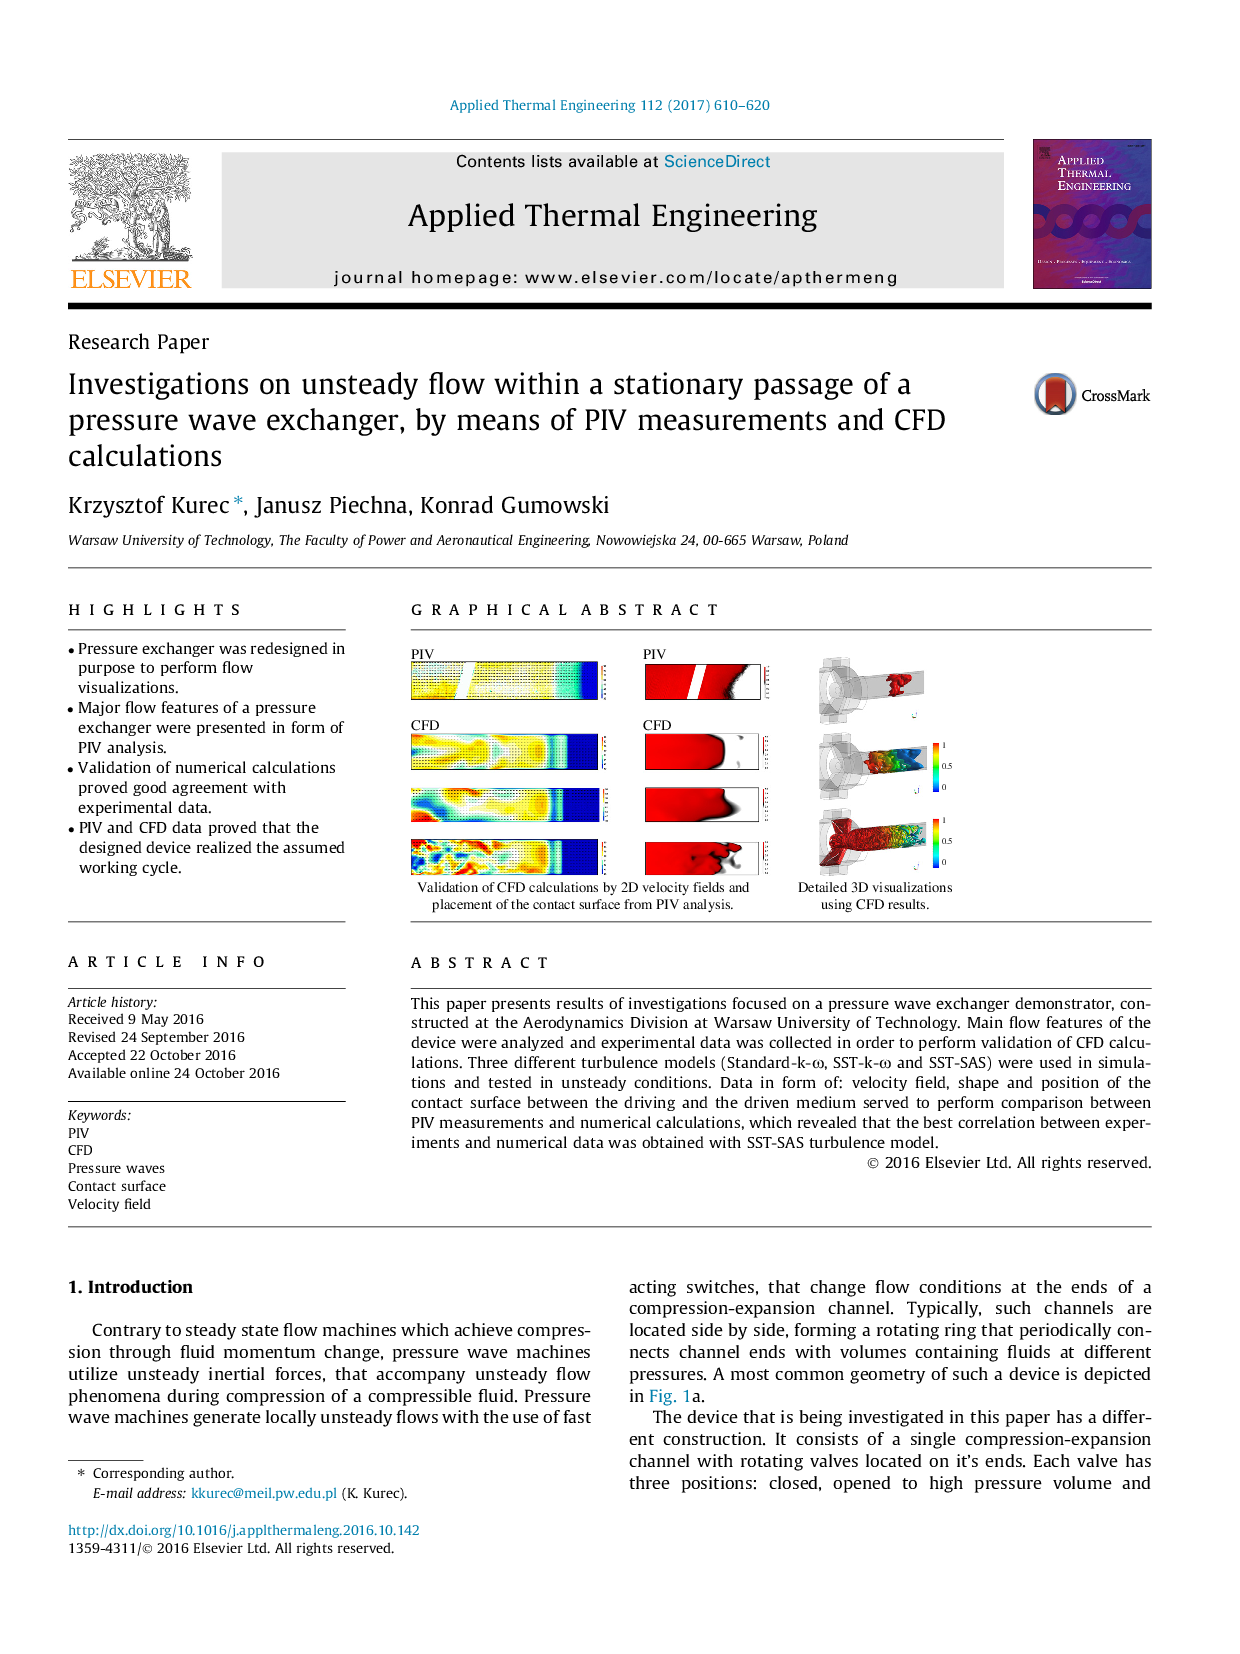 Applied Thermal Engineering 112 (2017) 610–620
Contents lists available at ScienceDirect
Applied Thermal Engineering
journal homepage: www.elsevier.com/locate/apthermeng
ELSEVIER
APPLIED
THERMAL
ENGINEERING
Research Paper
Investigations on unsteady flow within a stationary passage of a
pressure wave exchanger, by means of PIV measurements and CFD
calculations
CrossMark
Krzysztof Kurec *, Janusz Piechna, Konrad Gumowski
Warsaw University of Technology, The Faculty of Power and Aeronautical Engineering, Nowowiejska 24, 00-665 Warsaw, Poland
HIGHLIGHTS
• Pressure exchanger was redesigned in
purpose to perform flow
visualizations.
• Major flow features of a pressure
exchanger were presented in form of
PIV analysis.
• Validation of numerical calculations
proved good agreement with
experimental data.
• PIV and CFD data proved that the
designed device realized the assumed
working cycle.
GRAPHICAL ABSTRACT
PIV
PIV
CFD
CFD
1
0.5
0
1
0.5
0
Validation of CFD calculations by 2D velocity fields and
placement of the contact surface from PIV analysis.
Detailed 3D visualizations
using CFD results.
ARTICLE INFO
Article history:
Received 9 May 2016
Revised 24 September 2016
Accepted 22 October 2016
Available online 24 October 2016
Keywords:
PIV
CFD
Pressure waves
Contact surface
Velocity field
ABSTRACT
This paper presents results of investigations focused on a pressure wave exchanger demonstrator, con-
structed at the Aerodynamics Division at Warsaw University of Technology. Main flow features of the
device were analyzed and experimental data was collected in order to perform validation of CFD calcu-
lations. Three different turbulence models (Standard-k-ω, SST-k-ω and SST-SAS) were used in simula-
tions and tested in unsteady conditions. Data in form of: velocity field, shape and position of the
contact surface between the driving and the driven medium served to perform comparison between
PIV measurements and numerical calculations, which revealed that the best correlation between exper-
iments and numerical data was obtained with SST-SAS turbulence model.
© 2016 Elsevier Ltd. All rights reserved.
1. Introduction
Contrary to steady state flow machines which achieve compres-
sion through fluid momentum change, pressure wave machines
utilize unsteady inertial forces, that accompany unsteady flow
phenomena during compression of a compressible fluid. Pressure
wave machines generate locally unsteady flows with the use of fast
acting switches, that change flow conditions at the ends of a
compression-expansion channel. Typically, such channels are
located side by side, forming a rotating ring that periodically con-
nects channel ends with volumes containing fluids at different
pressures. A most common geometry of such a device is depicted
in Fig. 1a.
The device that is being investigated in this paper has a differ-
ent construction. It consists of a single compression-expansion
channel with rotating valves located on it's ends. Each valve has
three positions: closed, opened to high pressure volume and
* Corresponding author.
E-mail address: kkurec@meil.pw.edu.pl (K. Kurec).
http://dx.doi.org/10.1016/j.applthermaleng.2016.10.142
1359-4311/© 2016 Elsevier Ltd. All rights reserved.